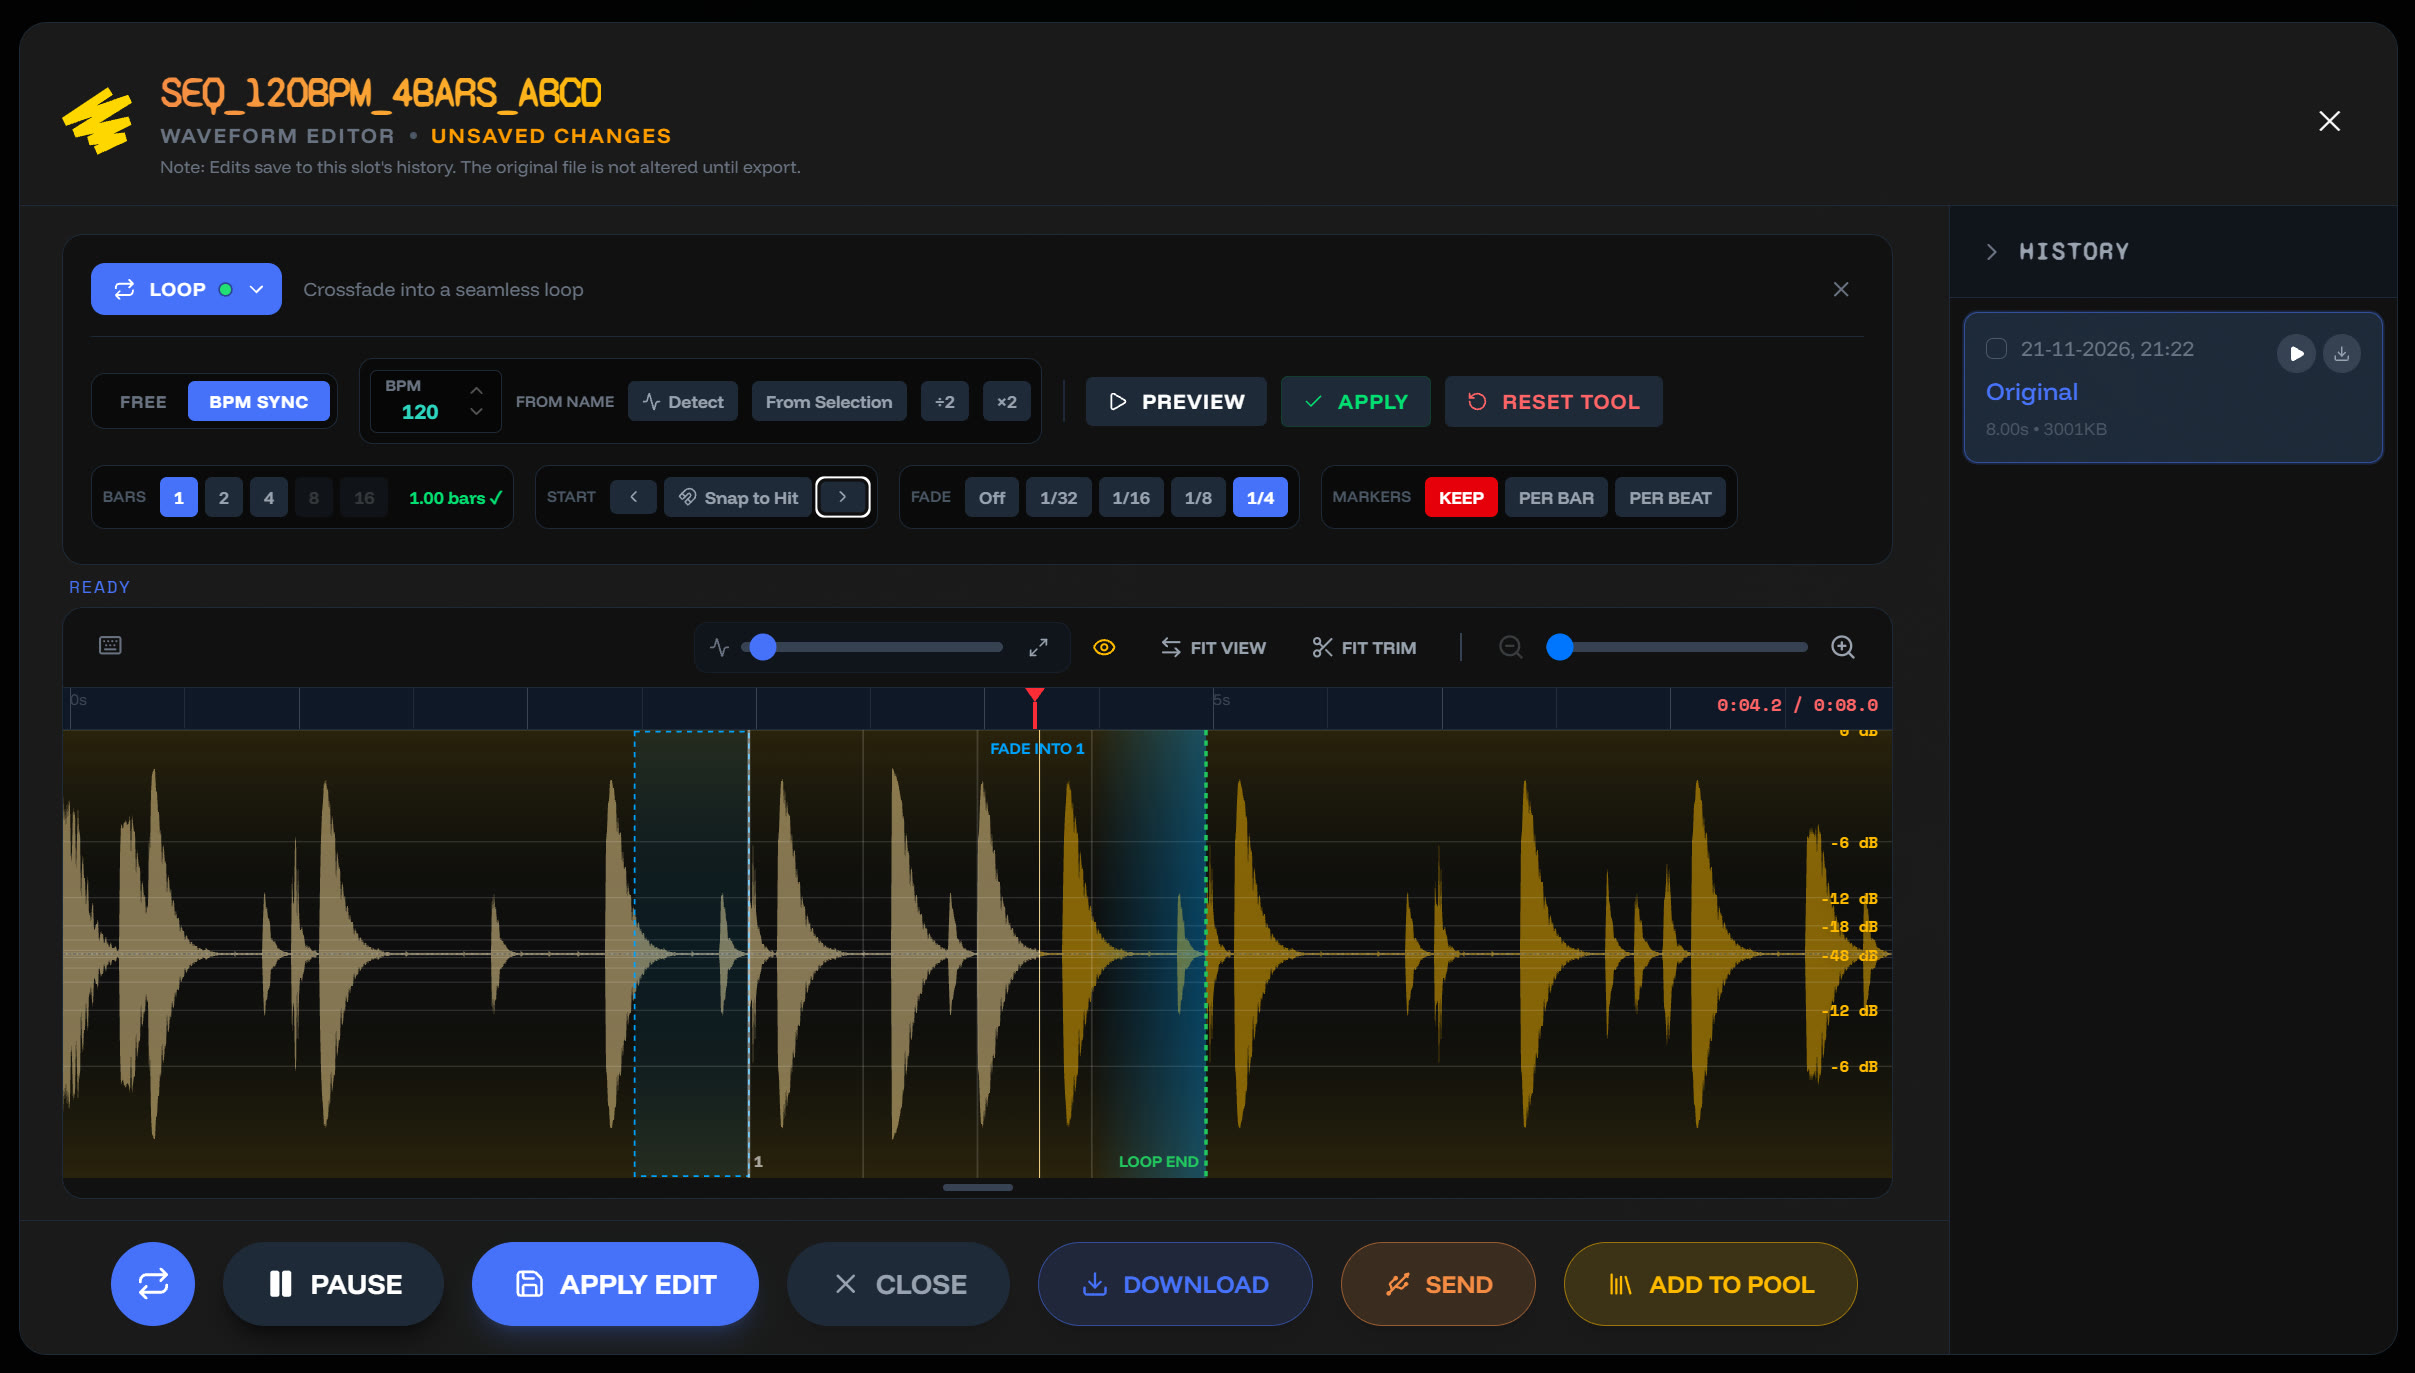 SEQ_120BPM_4BARS_ABCD
WAVEFORM EDITOR • UNSAVED CHANGES
Note: Edits save to this slot's history. The original file is not altered until export.
LOOP Crossfade into a seamless loop
FREE BPM SYNC BPM 120 FROM NAME Detect From Selection ÷2 ×2 PREVIEW APPLY RESET TOOL
BARS 1 2 4 8 16 1.00 bars ✓ START Snap to Hit FADE Off 1/32 1/16 1/8 1/4 MARKERS KEEP PER BAR PER BEAT
READY
FIT VIEW FIT TRIM
0s 5s 0:04.2 / 0:08.0
FADE INTO 1
0 dB
-6 dB
-12 dB
-18 dB
-48 dB
-12 dB
-6 dB
1 LOOP END
PAUSE APPLY EDIT CLOSE DOWNLOAD SEND ADD TO POOL
HISTORY
21-11-2026, 21:22
Original
8.00s • 3001KB